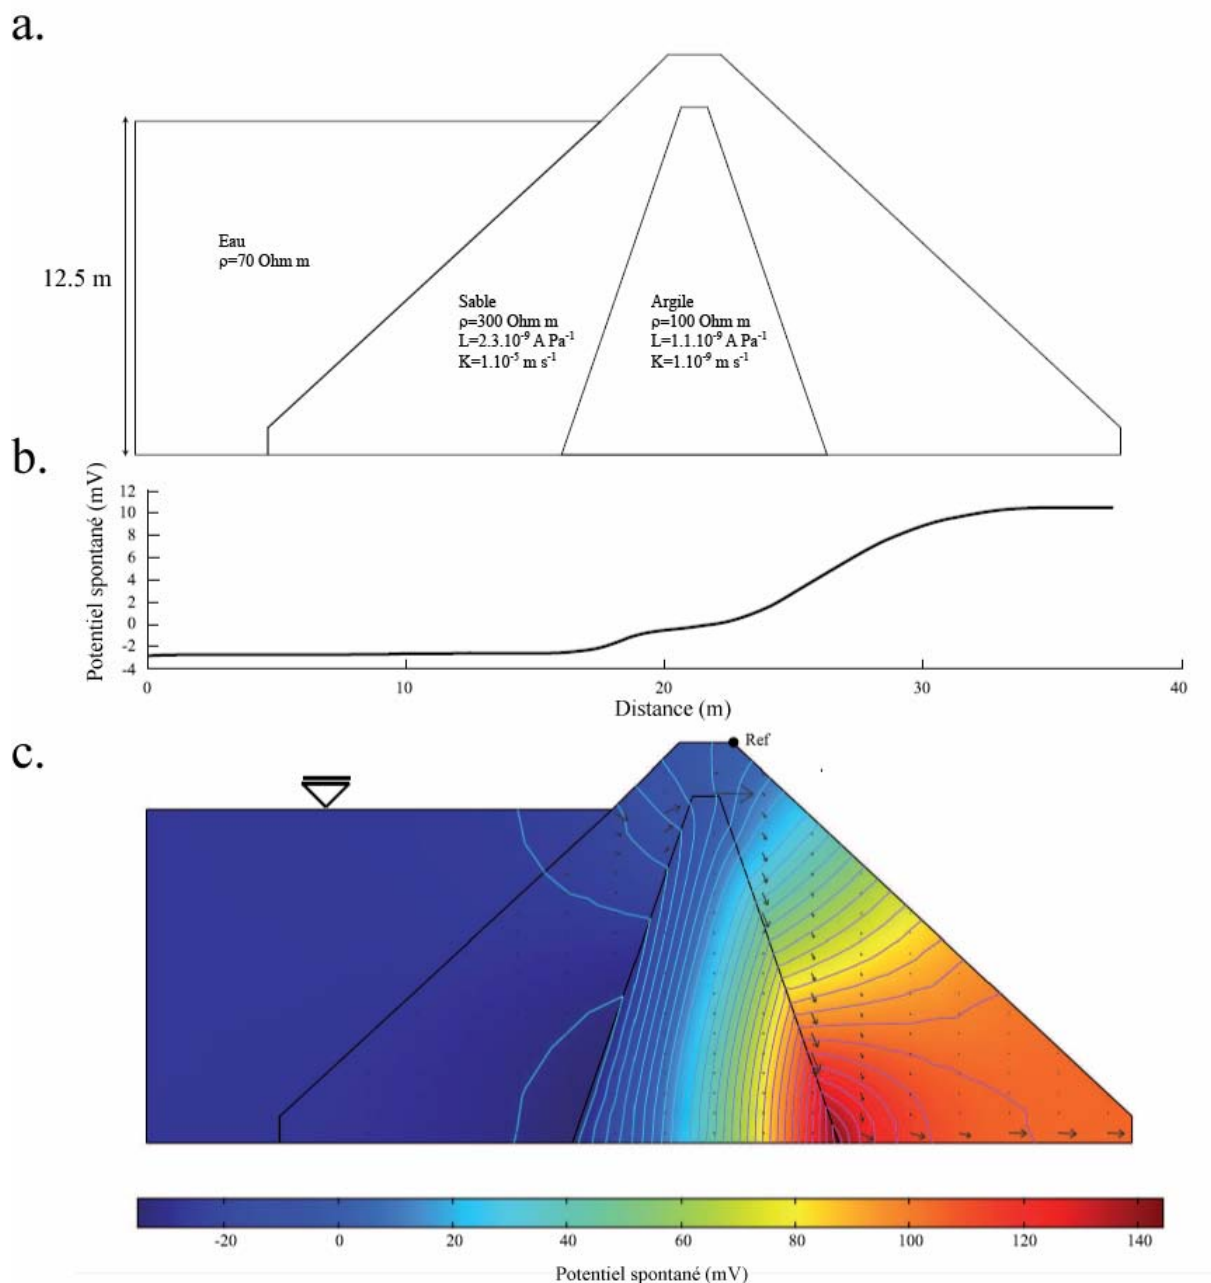 a.
Eau
ρ=70 Ohm m
12.5 m
Sable
ρ=300 Ohm m
L=2.3.10⁻⁹ A Pa⁻¹
K=1.10⁻⁵ m s⁻¹
Argile
ρ=100 Ohm m
L=1.1.10⁻⁹ A Pa⁻¹
K=1.10⁻⁹ m s⁻¹
b.
Potentiel spontané (mV)
12
10
8
6
4
2
0
-2
-4
0 10 20 30 40
Distance (m)
c.
Ref
-20 0 20 40 60 80 100 120 140
Potentiel spontané (mV)